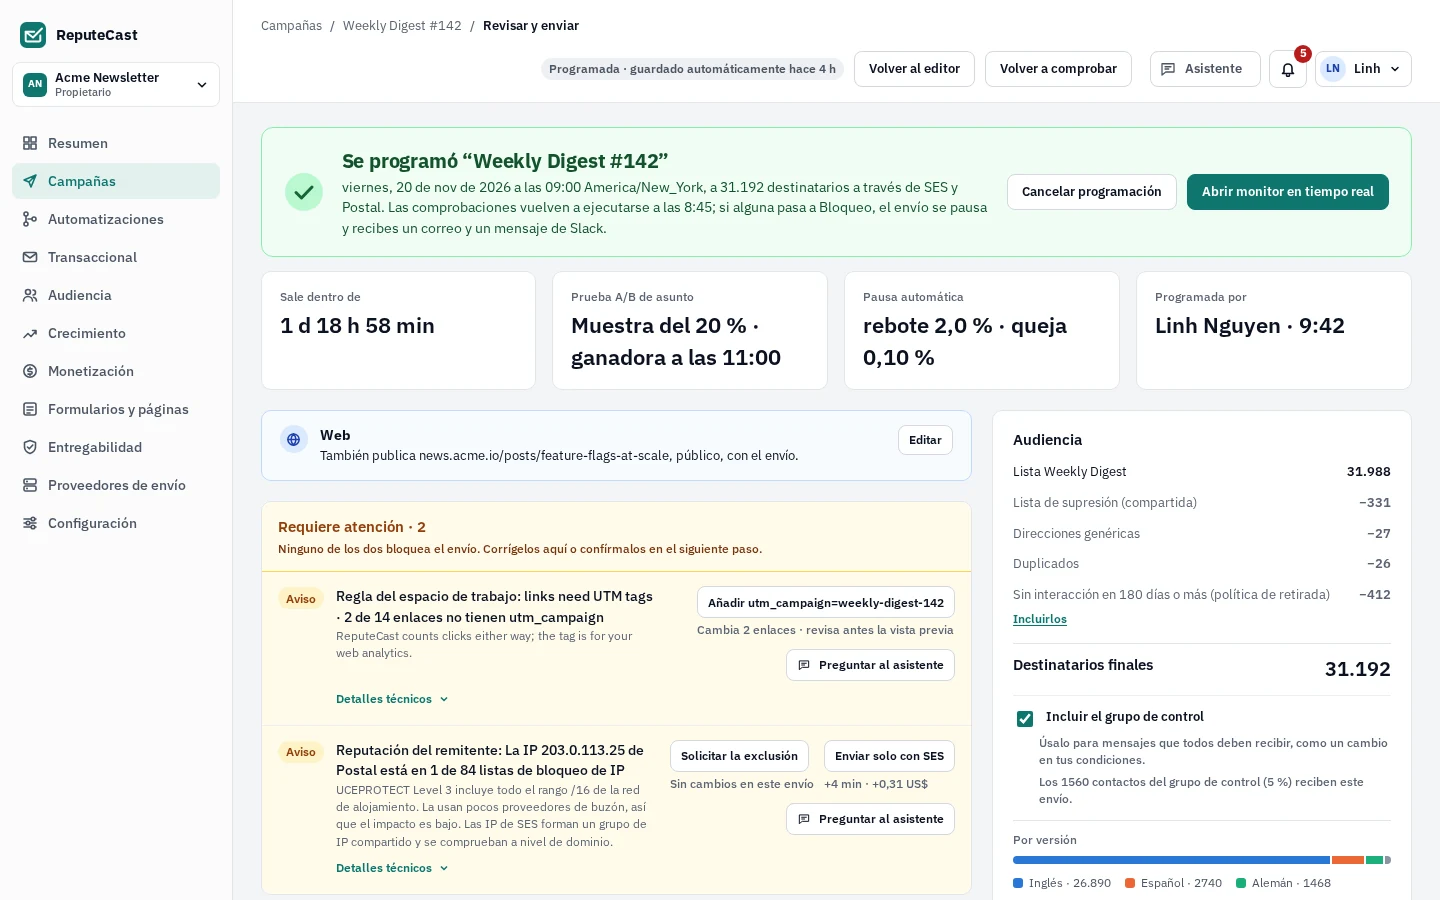 ReputeCast
AN
Acme Newsletter
Propietario
Resumen
Campañas
Automatizaciones
Transaccional
Audiencia
Crecimiento
Monetización
Formularios y páginas
Entregabilidad
Proveedores de envío
Configuración
Campañas / Weekly Digest #142 / Revisar y enviar
Programada · guardado automáticamente hace 4 h
Volver al editor
Volver a comprobar
Asistente
5
LN
Linh
Se programó “Weekly Digest #142”
viernes, 20 de nov de 2026 a las 09:00 America/New_York, a 31.192 destinatarios a través de SES y
Postal. Las comprobaciones vuelven a ejecutarse a las 8:45; si alguna pasa a Bloqueo, el envío se pausa
y recibes un correo y un mensaje de Slack.
Cancelar programación
Abrir monitor en tiempo real
Sale dentro de
1 d 18 h 58 min
Prueba A/B de asunto
Muestra del 20 % ·
ganadora a las 11:00
Pausa automática
rebote 2,0 % · queja
0,10 %
Programada por
Linh Nguyen · 9:42
Web
También publica news.acme.io/posts/feature-flags-at-scale, público, con el envío.
Editar
Requiere atención · 2
Ninguno de los dos bloquea el envío. Corrígelos aquí o confírmalos en el siguiente paso.
Aviso
Regla del espacio de trabajo: links need UTM tags
· 2 de 14 enlaces no tienen utm_campaign
ReputeCast counts clicks either way; the tag is for your
web analytics.
Detalles técnicos
Añadir utm_campaign=weekly-digest-142
Cambia 2 enlaces · revisa antes la vista previa
Preguntar al asistente
Aviso
Reputación del remitente: La IP 203.0.113.25 de
Postal está en 1 de 84 listas de bloqueo de IP
UCEPROTECT Level 3 incluye todo el rango /16 de la red
de alojamiento. La usan pocos proveedores de buzón, así
que el impacto es bajo. Las IP de SES forman un grupo de
IP compartido y se comprueban a nivel de dominio.
Detalles técnicos
Solicitar la exclusión
Sin cambios en este envío
Enviar solo con SES
+4 min · +0,31 US$
Preguntar al asistente
Audiencia
Lista Weekly Digest 31.988
Lista de supresión (compartida) −331
Direcciones genéricas −27
Duplicados −26
Sin interacción en 180 días o más (política de retirada) −412
Incluirlos
Destinatarios finales 31.192
Incluir el grupo de control
Úsalo para mensajes que todos deben recibir, como un cambio
en tus condiciones.
Los 1560 contactos del grupo de control (5 %) reciben este
envío.
Por versión
Inglés · 26.890 Español · 2740 Alemán · 1468